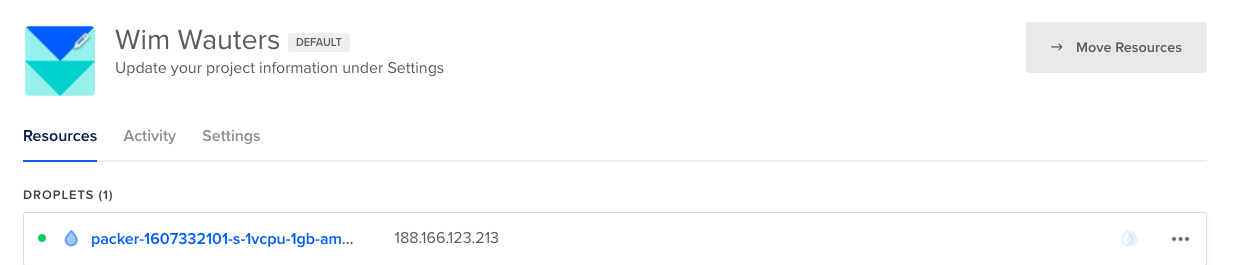 Wim Wauters DEFAULT
Update your project information under Settings
→ Move Resources
Resources Activity Settings
DROPLETS (1)
packer-1607332101-s-1vcpu-1gb-am... 188.166.123.213